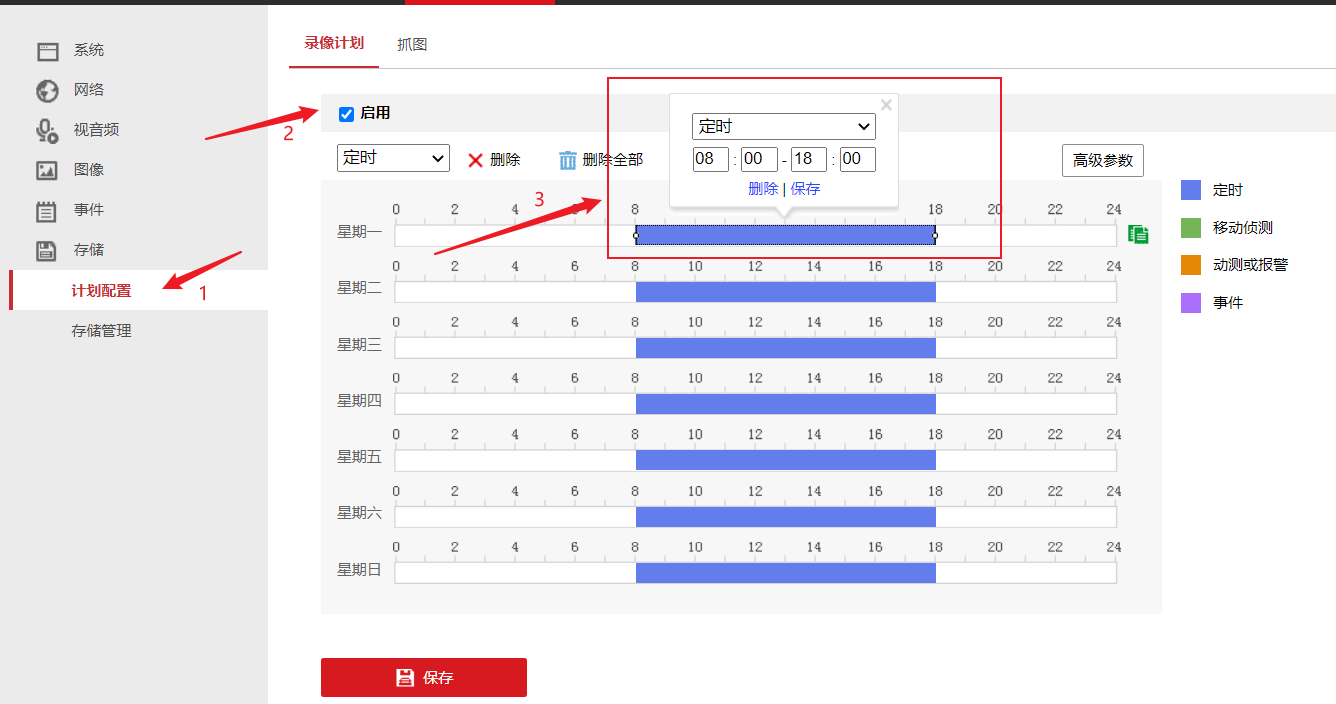 系统
网络
视音频
图像
事件
存储
计划配置
存储管理
1
录像计划 抓图
启用
2
定时
删除 删除全部
高级参数
3
定时
08 : 00 - 18 : 00
删除 | 保存
0 2 4 6 8 18 20 22 24
星期一
0 2 4 6 8 10 12 14 16 18 20 22 24
星期二
0 2 4 6 8 10 12 14 16 18 20 22 24
星期三
0 2 4 6 8 10 12 14 16 18 20 22 24
星期四
0 2 4 6 8 10 12 14 16 18 20 22 24
星期五
0 2 4 6 8 10 12 14 16 18 20 22 24
星期六
0 2 4 6 8 10 12 14 16 18 20 22 24
星期日
定时
移动侦测
动测或报警
事件
保存